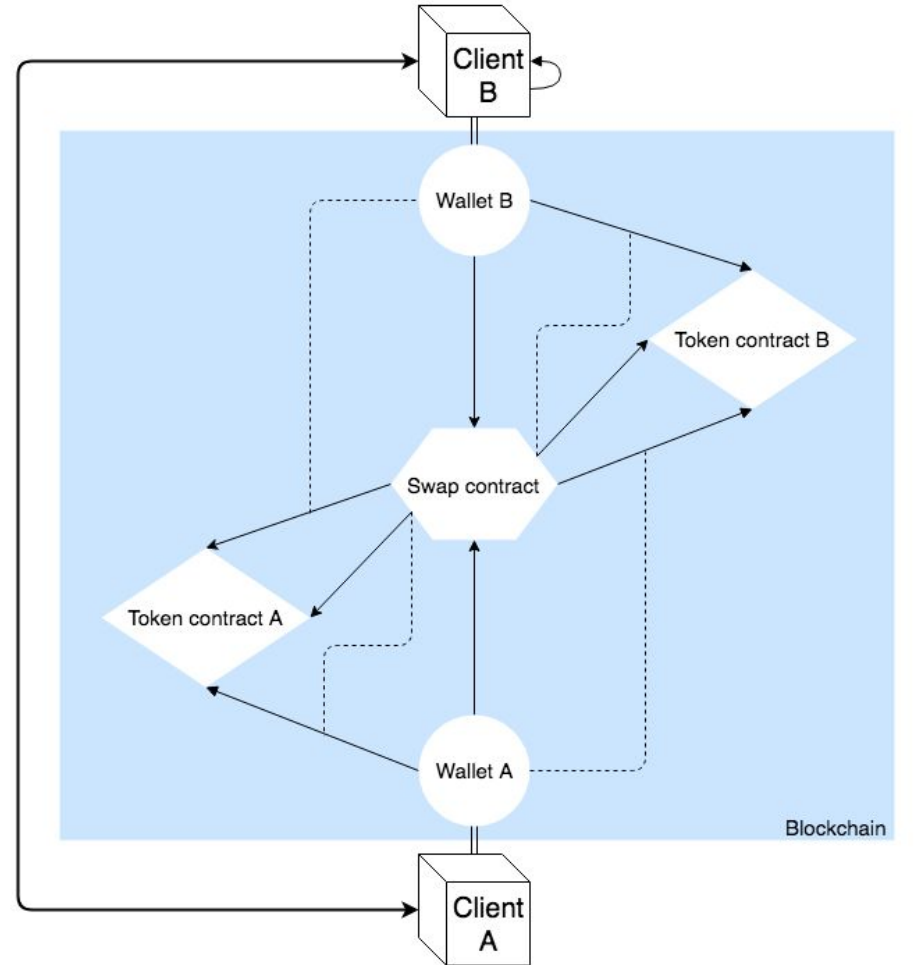 Client
B
Wallet B
Token contract B
Swap contract
Token contract A
Wallet A
Blockchain
Client
A